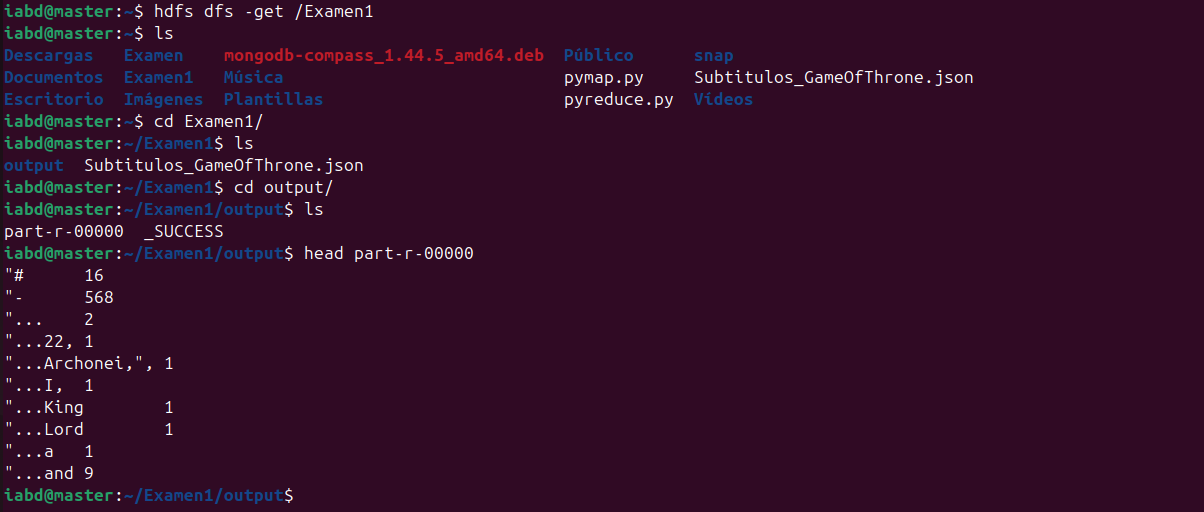 iabd@master:~$ hdfs dfs -get /Examen1
iabd@master:~$ ls
Descargas   Examen    mongodb-compass_1.44.5_amd64.deb  Público      snap
Documentos  Examen1   Música                            pymap.py     Subtitulos_GameOfThrone.json
Escritorio  Imágenes  Plantillas                        pyreduce.py  Vídeos
iabd@master:~$ cd Examen1/
iabd@master:~/Examen1$ ls
output  Subtitulos_GameOfThrone.json
iabd@master:~/Examen1$ cd output/
iabd@master:~/Examen1/output$ ls
part-r-00000  _SUCCESS
iabd@master:~/Examen1/output$ head part-r-00000
"#      16
"-      568
"...    2
"...22, 1
"...Archonei,", 1
"...I,  1
"...King        1
"...Lord        1
"...a   1
"...and 9
iabd@master:~/Examen1/output$